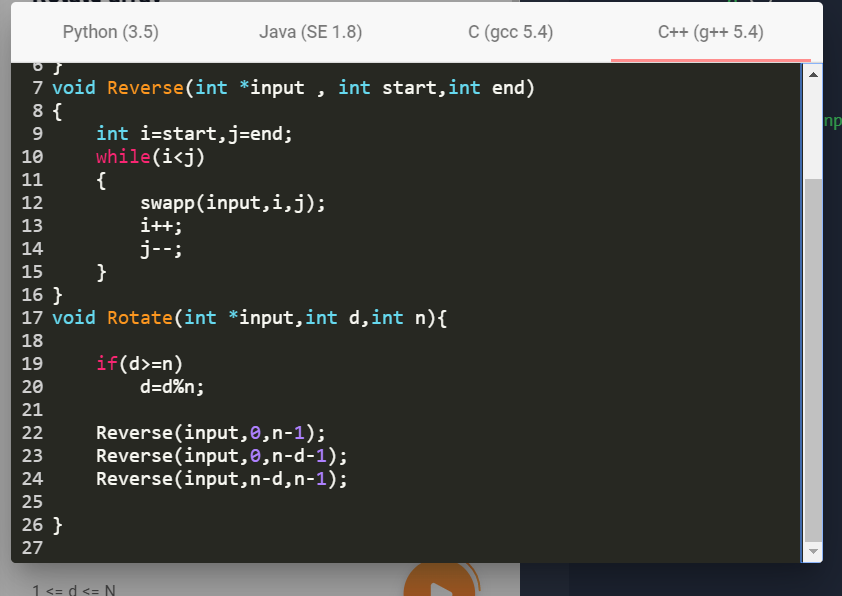 Rotate array
Python (3.5) Java (SE 1.8) C (gcc 5.4) C++ (g++ 5.4)
6 }
7 void Reverse(int *input , int start,int end)
8 {
9 int i=start,j=end;
10 while(i<j)
11 {
12 swapp(input,i,j);
13 i++;
14 j--;
15 }
16 }
17 void Rotate(int *input,int d,int n){
18
19 if(d>=n)
20 d=d%n;
21
22 Reverse(input,0,n-1);
23 Reverse(input,0,n-d-1);
24 Reverse(input,n-d,n-1);
25
26 }
27
np
1 <= d <= N